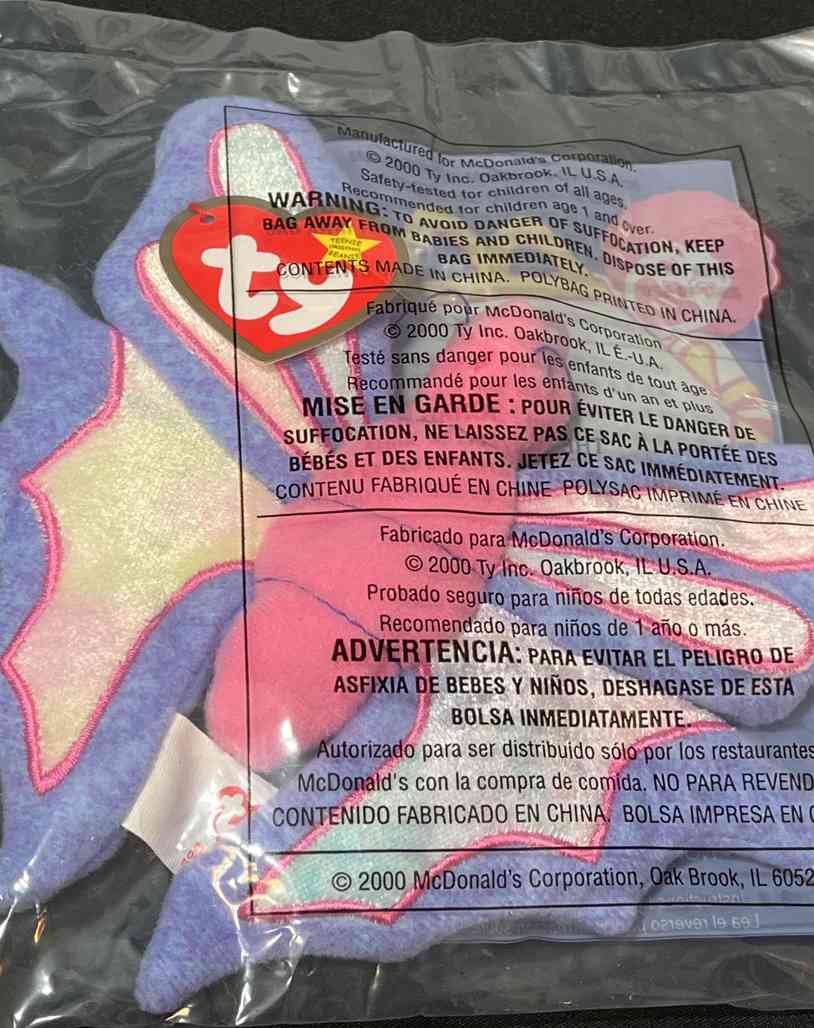 Manufactured for McDonald's Corporation.
© 2000 Ty Inc. Oakbrook, IL U.S.A.
Safety-tested for children of all ages.
Recommended for children age 1 and over.
WARNING: TO AVOID DANGER OF SUFFOCATION, KEEP
BAG AWAY FROM BABIES AND CHILDREN. DISPOSE OF THIS
BAG IMMEDIATELY.
CONTENTS MADE IN CHINA. POLYBAG PRINTED IN CHINA.
ty
TEENIE
BEANIE
Fabriqué pour McDonald's Corporation
© 2000 Ty Inc. Oakbrook, IL É.-U.A.
Testé sans danger pour les enfants de tout âge
Recommandé pour les enfants d'un an et plus
MISE EN GARDE : POUR ÉVITER LE DANGER DE
SUFFOCATION, NE LAISSEZ PAS CE SAC À LA PORTÉE DES
BÉBÉS ET DES ENFANTS. JETEZ CE SAC IMMÉDIATEMENT.
CONTENU FABRIQUÉ EN CHINE POLYSAC IMPRIMÉ EN CHINE
Fabricado para McDonald's Corporation.
© 2000 Ty Inc. Oakbrook, IL U.S.A.
Probado seguro para niños de todas edades.
Recomendado para niños de 1 año o más.
ADVERTENCIA: PARA EVITAR EL PELIGRO DE
ASFIXIA DE BEBES Y NIÑOS, DESHAGASE DE ESTA
BOLSA INMEDIATAMENTE.
Autorizado para ser distribuido sólo por los restaurantes
McDonald's con la compra de comida. NO PARA REVEND
CONTENIDO FABRICADO EN CHINA. BOLSA IMPRESA EN
© 2000 McDonald's Corporation, Oak Brook, IL 6052
Lea el reverso